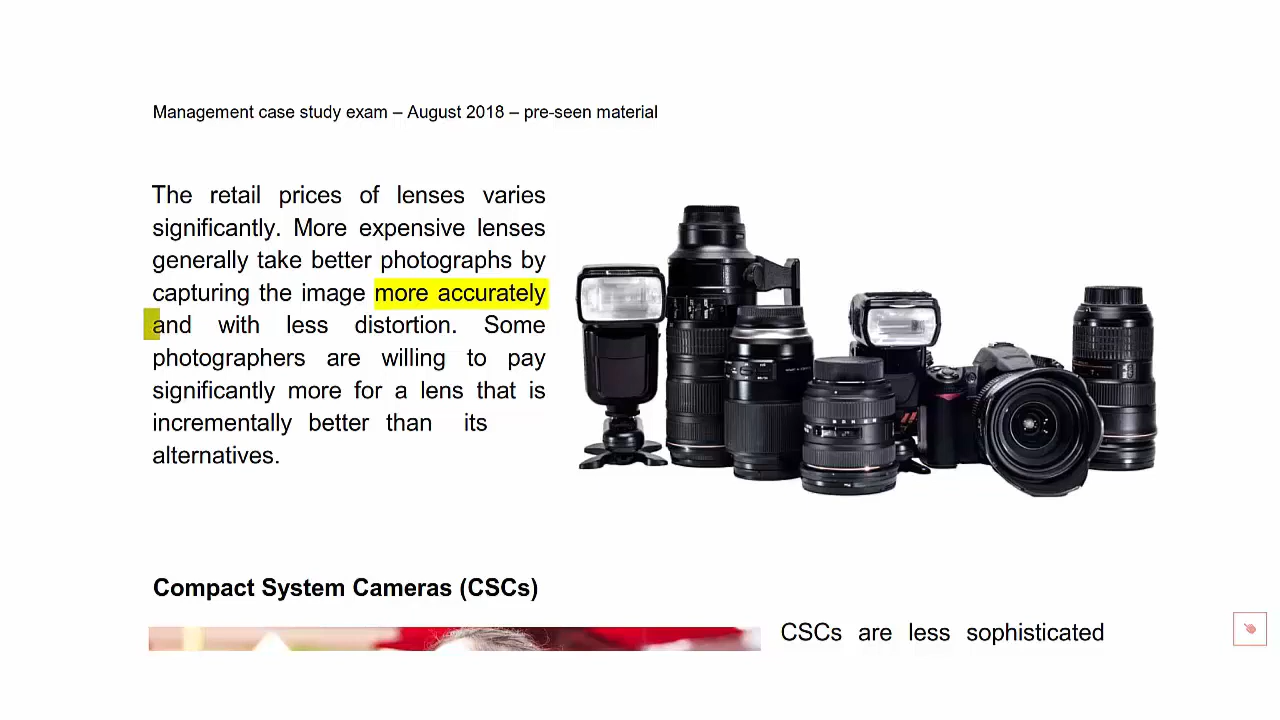 Management case study exam – August 2018 – pre-seen material
The retail prices of lenses varies
significantly. More expensive lenses
generally take better photographs by
capturing the image more accurately
and with less distortion. Some
photographers are willing to pay
significantly more for a lens that is
incrementally better than its
alternatives.
Compact System Cameras (CSCs)
CSCs are less sophisticated